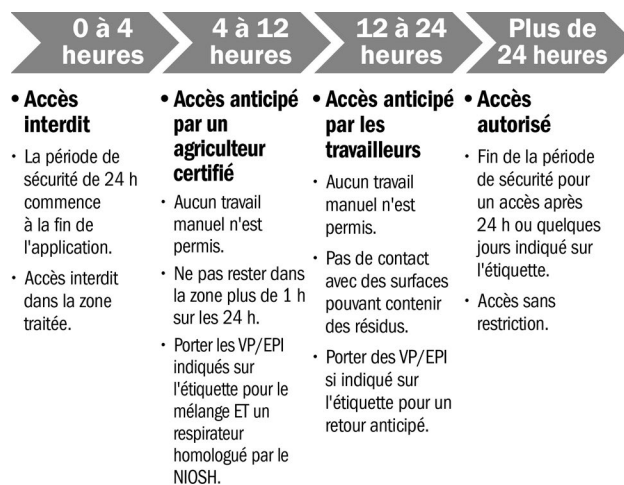 0 à 4
heures
4 à 12
heures
12 à 24
heures
Plus de
24 heures
• Accès
interdit
• La période de
sécurité de 24 h
commence
à la fin de
l'application.
• Accès interdit
dans la zone
traitée.
• Accès anticipé
par un
agriculteur
certifié
• Aucun travail
manuel n'est
permis.
• Ne pas rester dans
la zone plus de 1 h
sur les 24 h.
• Porter les VP/EPI
indiqués sur
l'étiquette pour le
mélange ET un
respirateur
homologué par le
NIOSH.
• Accès anticipé
par les
travailleurs
• Aucun travail
manuel n'est
permis.
• Pas de contact
avec des surfaces
pouvant contenir
des résidus.
• Porter des VP/EPI
si indiqué sur
l'étiquette pour un
retour anticipé.
• Accès
autorisé
• Fin de la période
de sécurité pour
un accès après
24 h ou quelques
jours indiqué sur
l'étiquette.
• Accès sans
restriction.